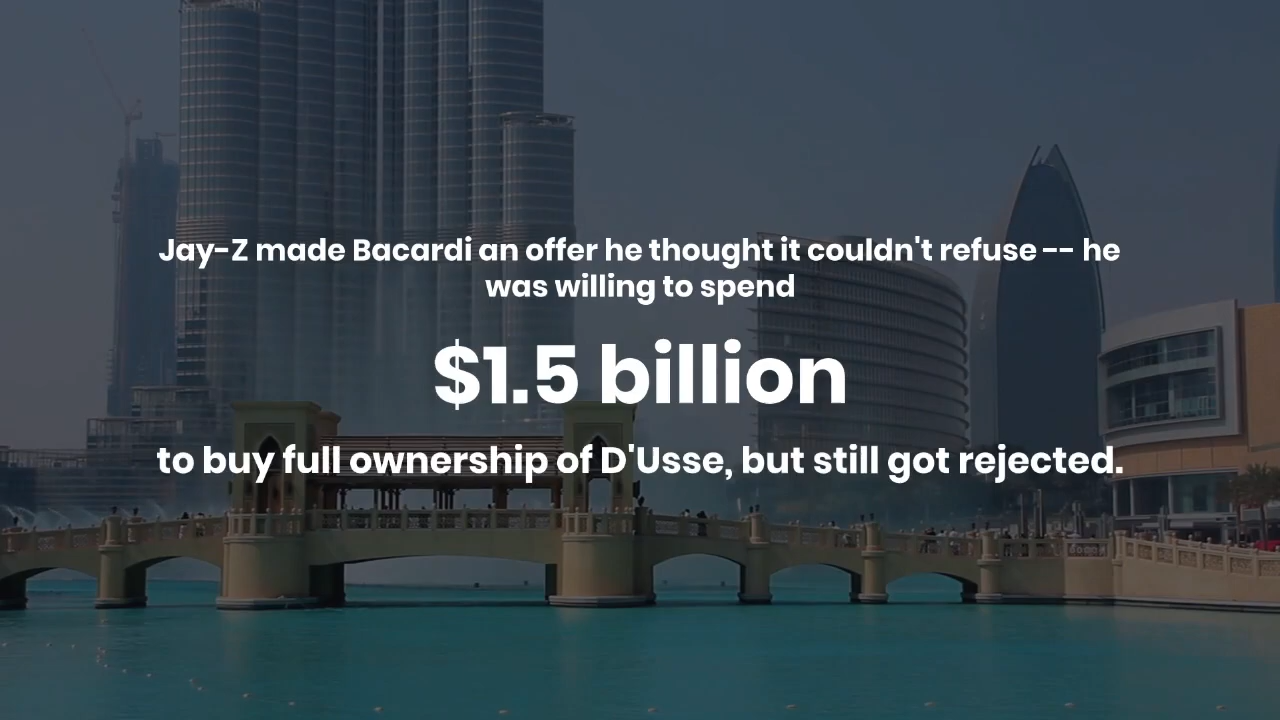 Jay-Z made Bacardi an offer he thought it couldn't refuse -- he
was willing to spend
$1.5 billion
to buy full ownership of D'Usse, but still got rejected.